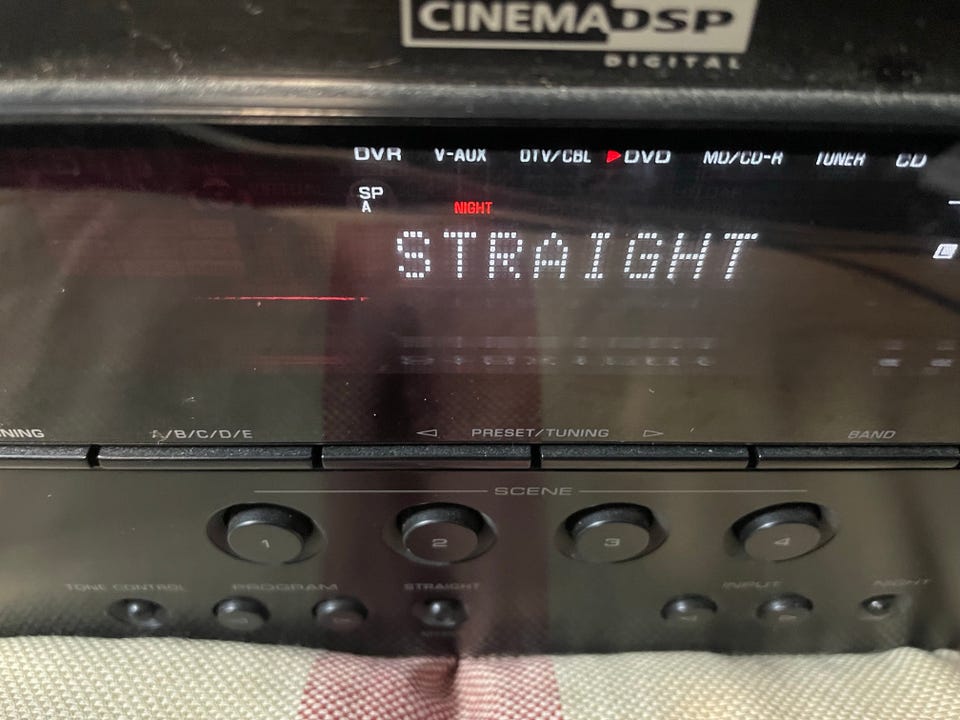 CINEMA DSP
DIGITAL
DVR V-AUX DTV/CBL DVD MD/CD-R TUNER CD
SP
A NIGHT
STRAIGHT
NING A/B/C/D/E PRESET/TUNING BAND
SCENE
1 2 3 4
TONE CONTROL PROGRAM STRAIGHT INPUT NIGHT